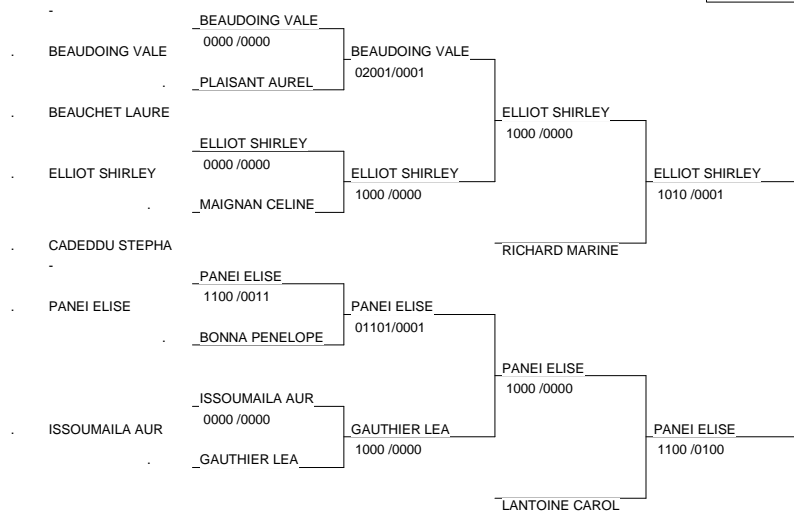 -
BEAUDOING VALE
. BEAUDOING VALE 0000 /0000 BEAUDOING VALE
02001/0001
. PLAISANT AUREL
. BEAUCHET LAURE ELLIOT SHIRLEY
1000 /0000
ELLIOT SHIRLEY
0000 /0000
. ELLIOT SHIRLEY ELLIOT SHIRLEY ELLIOT SHIRLEY
1000 /0000 1010 /0001
. MAIGNAN CELINE
. CADEDDU STEPHA RICHARD MARINE
-
PANEI ELISE
1100 /0011
. PANEI ELISE PANEI ELISE
01101/0001
. BONNA PENELOPE
PANEI ELISE
1000 /0000
ISSOUMAILA AUR
0000 /0000
. ISSOUMAILA AUR GAUTHIER LEA PANEI ELISE
1000 /0000 1100 /0100
. GAUTHIER LEA
LANTOINE CAROL